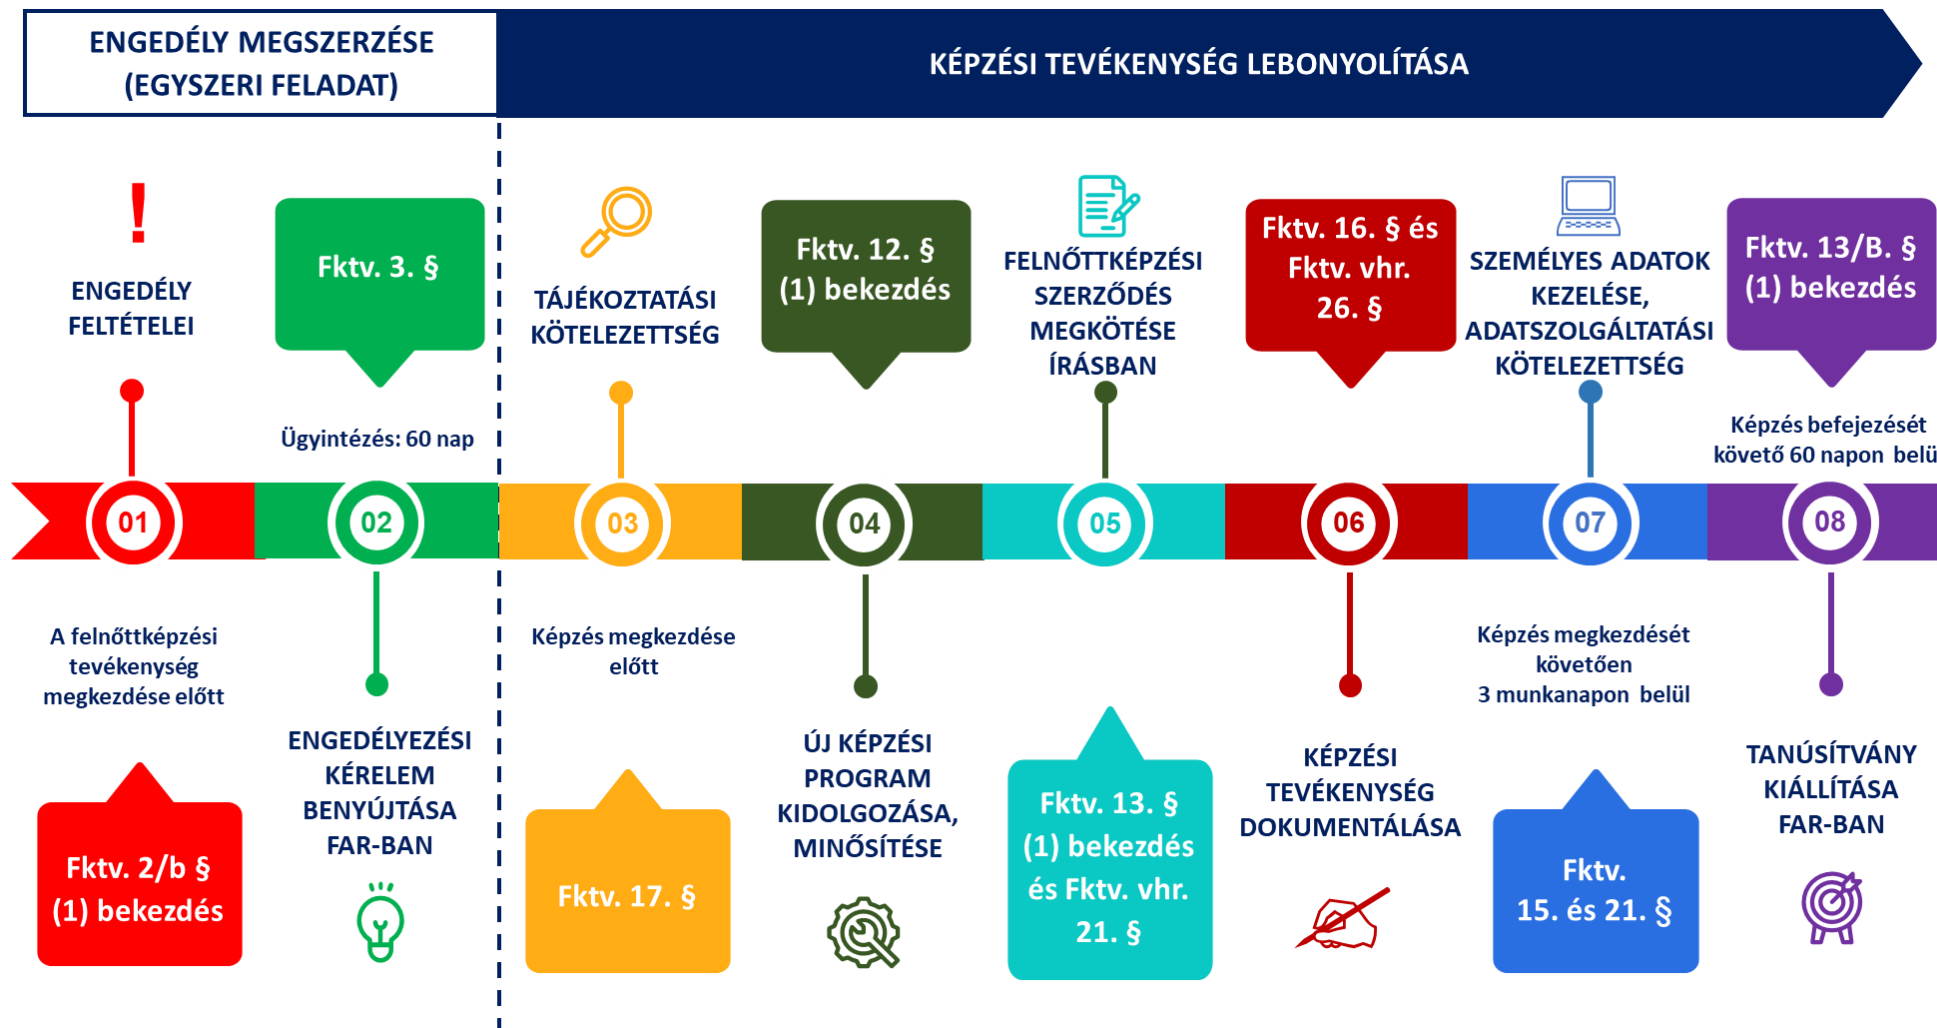 ENGEDÉLY MEGSZERZÉSE
(EGYSZERI FELADAT)
KÉPZÉSI TEVÉKENYSÉG LEBONYOLÍTÁSA
ENGEDÉLY
FELTÉTELEI
01
A felnőttképzési
tevékenység
megkezdése előtt
Fktv. 2/b §
(1) bekezdés
Fktv. 3. §
Ügyintézés: 60 nap
02
ENGEDÉLYEZÉSI
KÉRELEM
BENYÚJTÁSA
FAR-BAN
TÁJÉKOZTATÁSI
KÖTELEZETTSÉG
03
Képzés megkezdése
előtt
Fktv. 17. §
Fktv. 12. §
(1) bekezdés
04
ÚJ KÉPZÉSI
PROGRAM
KIDOLGOZÁSA,
MINŐSÍTÉSE
FELNŐTTKÉPZÉSI
SZERZŐDÉS
MEGKÖTÉSE
ÍRÁSBAN
05
Fktv. 13. §
(1) bekezdés
és Fktv. vhr.
21. §
Fktv. 16. § és
Fktv. vhr.
26. §
06
KÉPZÉSI
TEVÉKENYSÉG
DOKUMENTÁLÁSA
SZEMÉLYES ADATOK
KEZELÉSE,
ADATSZOLGÁLTATÁSI
KÖTELEZETTSÉG
07
Képzés megkezdését
követően
3 munkanapon belül
Fktv.
15. és 21. §
Fktv. 13/B. §
(1) bekezdés
Képzés befejezését
követő 60 napon belül
08
TANÚSÍTVÁNY
KIÁLLÍTÁSA
FAR-BAN